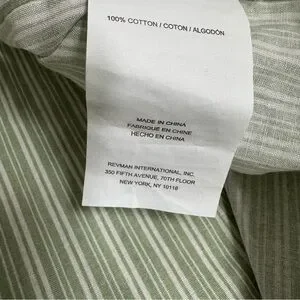 100% COTTON / COTON / ALGODÓN
MADE IN CHINA
FABRIQUÉ EN CHINE
HECHO EN CHINA
REVMAN INTERNATIONAL, INC.
350 FIFTH AVENUE, 70TH FLOOR
NEW YORK, NY 10118